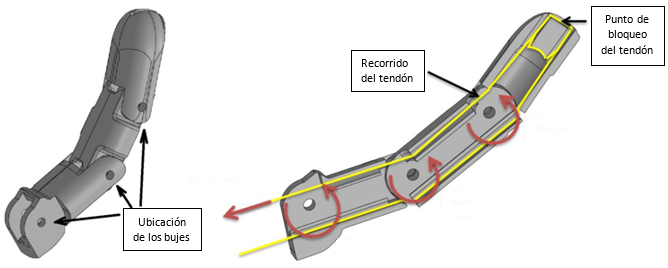 Ubicación
de los bujes
Recorrido
del tendón
Punto de
bloqueo
del tendón